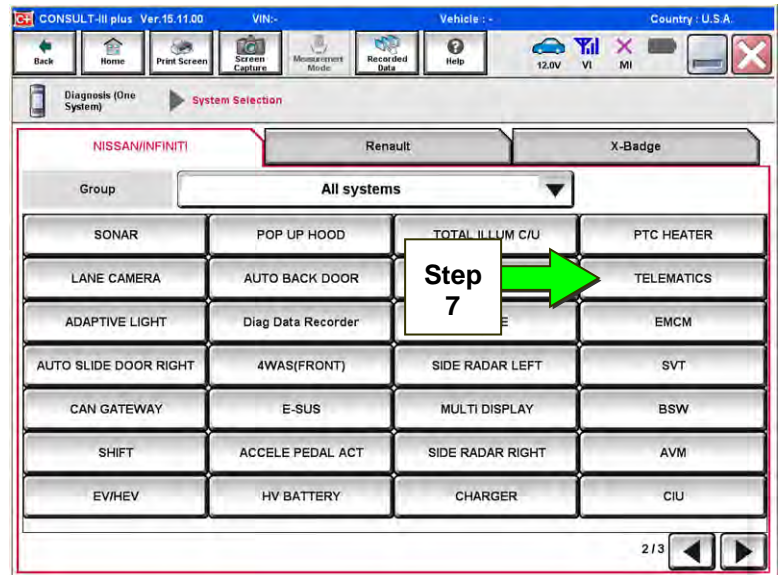 CONSULT-III plus Ver.15.11.00 VIN:- Vehicle : - Country : U.S.A.
Back Home Print Screen Screen Capture Measurement Mode Recorded Data Help 12.0V VI MI
Diagnosis (One System) System Selection
NISSAN/INFINITI Renault X-Badge
Group All systems
SONAR POP UP HOOD TOTAL ILLUM C/U PTC HEATER
LANE CAMERA AUTO BACK DOOR TELEMATICS
Step
7
ADAPTIVE LIGHT Diag Data Recorder E EMCM
AUTO SLIDE DOOR RIGHT 4WAS(FRONT) SIDE RADAR LEFT SVT
CAN GATEWAY E-SUS MULTI DISPLAY BSW
SHIFT ACCELE PEDAL ACT SIDE RADAR RIGHT AVM
EV/HEV HV BATTERY CHARGER CIU
2/3